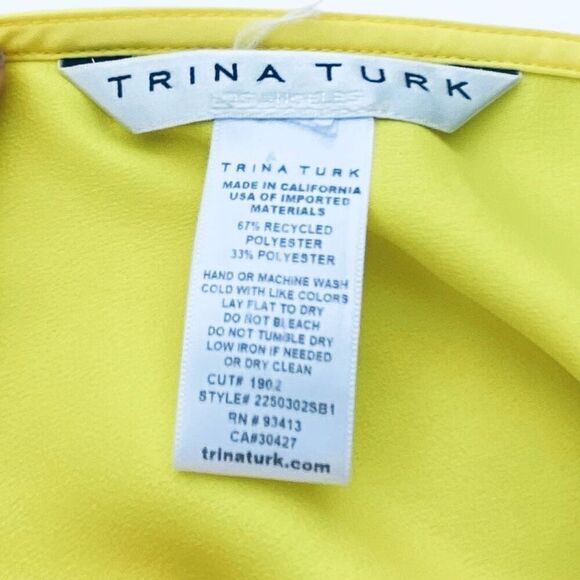 TRINA TURK
LOS ANGELES
TRINA TURK
MADE IN CALIFORNIA
USA OF IMPORTED
MATERIALS
67% RECYCLED
POLYESTER
33% POLYESTER
HAND OR MACHINE WASH
COLD WITH LIKE COLORS
LAY FLAT TO DRY
DO NOT BLEACH
DO NOT TUMBLE DRY
LOW IRON IF NEEDED
OR DRY CLEAN
CUT# 1902
STYLE# 2250302SB1
RN # 93413
CA#30427
trinaturk.com